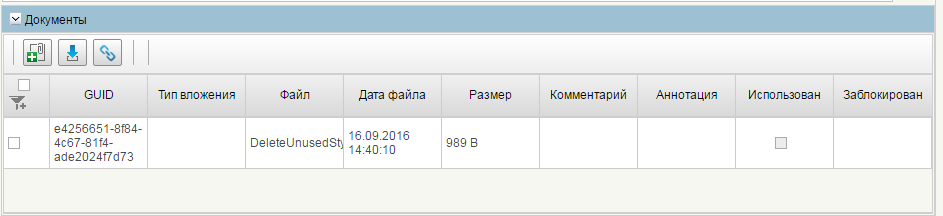 Документы
GUID Тип вложения Файл Дата файла Размер Комментарий Аннотация Использован Заблокирован
e4256651-8f84-
4c67-81f4-
ade2024f7d73
DeleteUnusedSty
16.09.2016
14:40:10
989 B